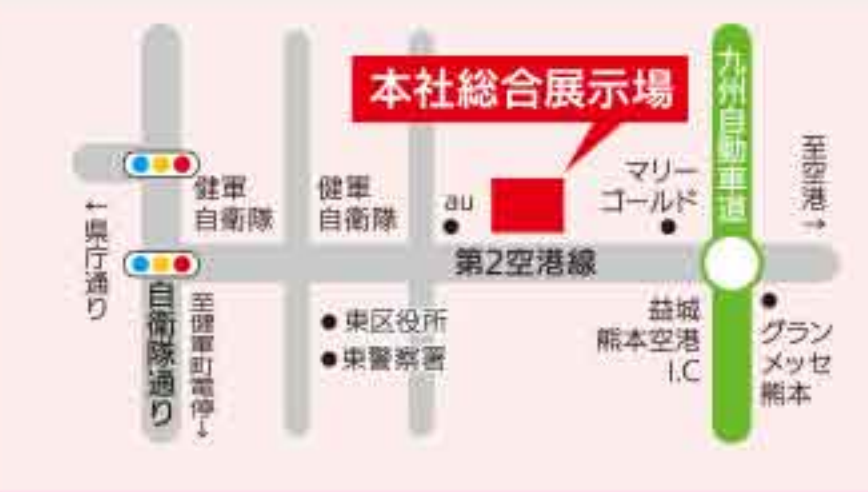 本社総合展示場
九州自動車道
至空港→
健軍
自衛隊
健軍
自衛隊
au
マリー
ゴールド
←県庁通り
第2空港線
自衛隊通り
至健軍町電停→
東区役所
東警察署
益城
熊本空港
I.C
グラン
メッセ
熊本